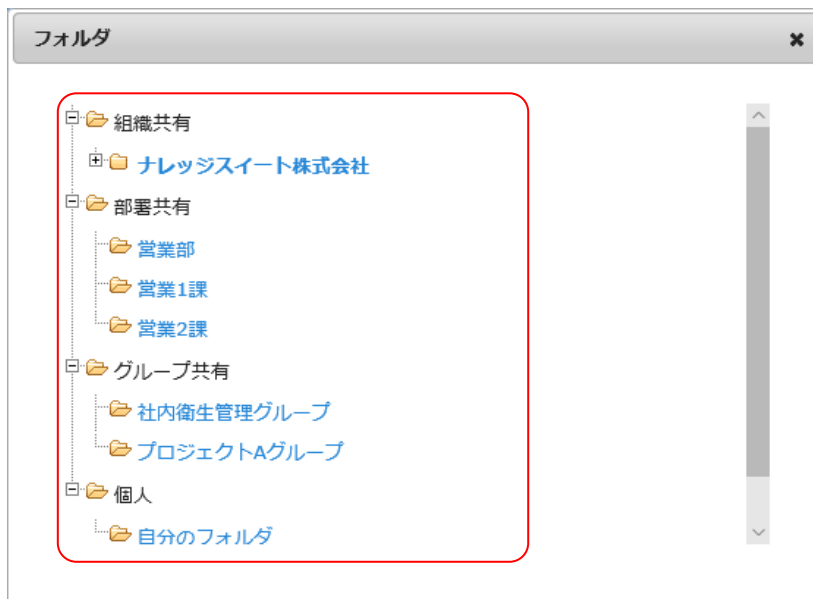 フォルダ
組織共有
ナレッジスイート株式会社
部署共有
営業部
営業1課
営業2課
グループ共有
社内衛生管理グループ
プロジェクトAグループ
個人
自分のフォルダ